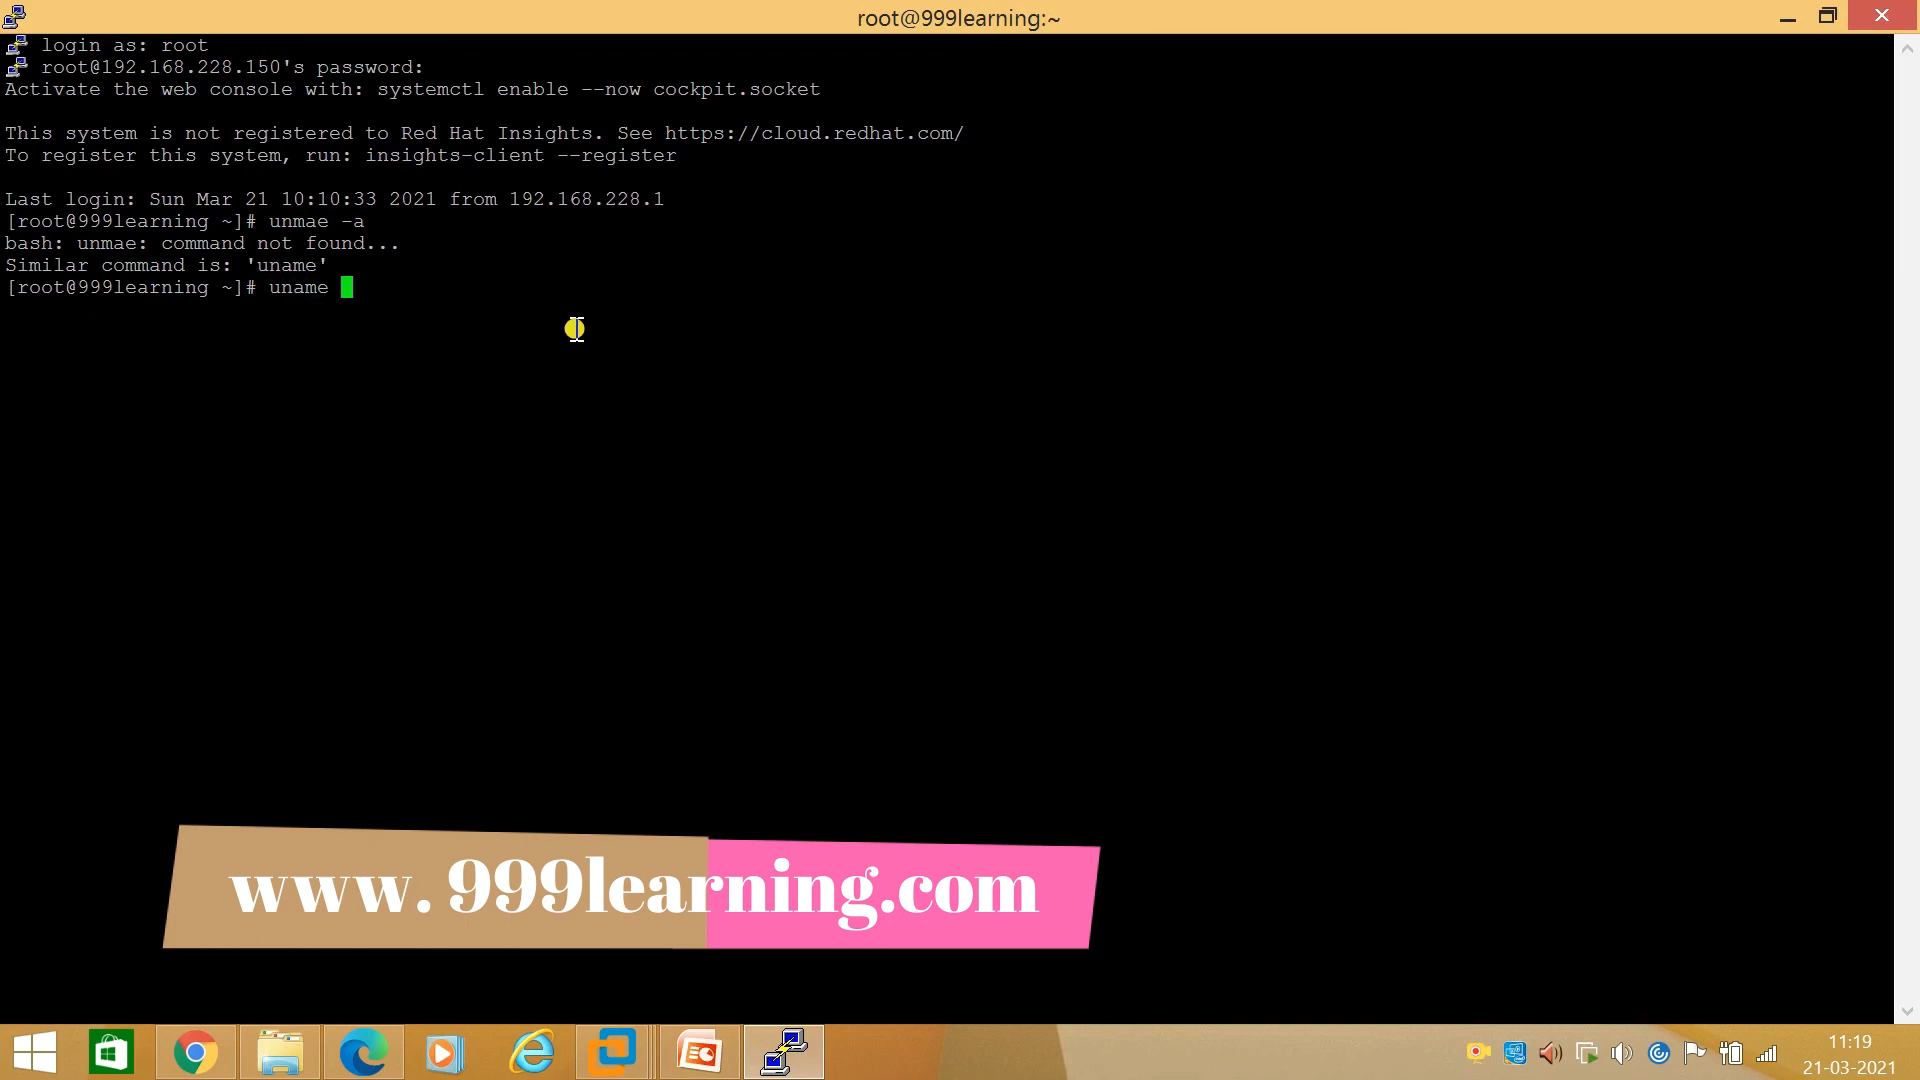 root@999learning:~
login as: root
root@192.168.228.150's password:
Activate the web console with: systemctl enable --now cockpit.socket
This system is not registered to Red Hat Insights. See https://cloud.redhat.com/
To register this system, run: insights-client --register
Last login: Sun Mar 21 10:10:33 2021 from 192.168.228.1
[root@999learning ~]# unmae -a
bash: unmae: command not found...
Similar command is: 'uname'
[root@999learning ~]# uname
www. 999learning.com
11:19
21-03-2021